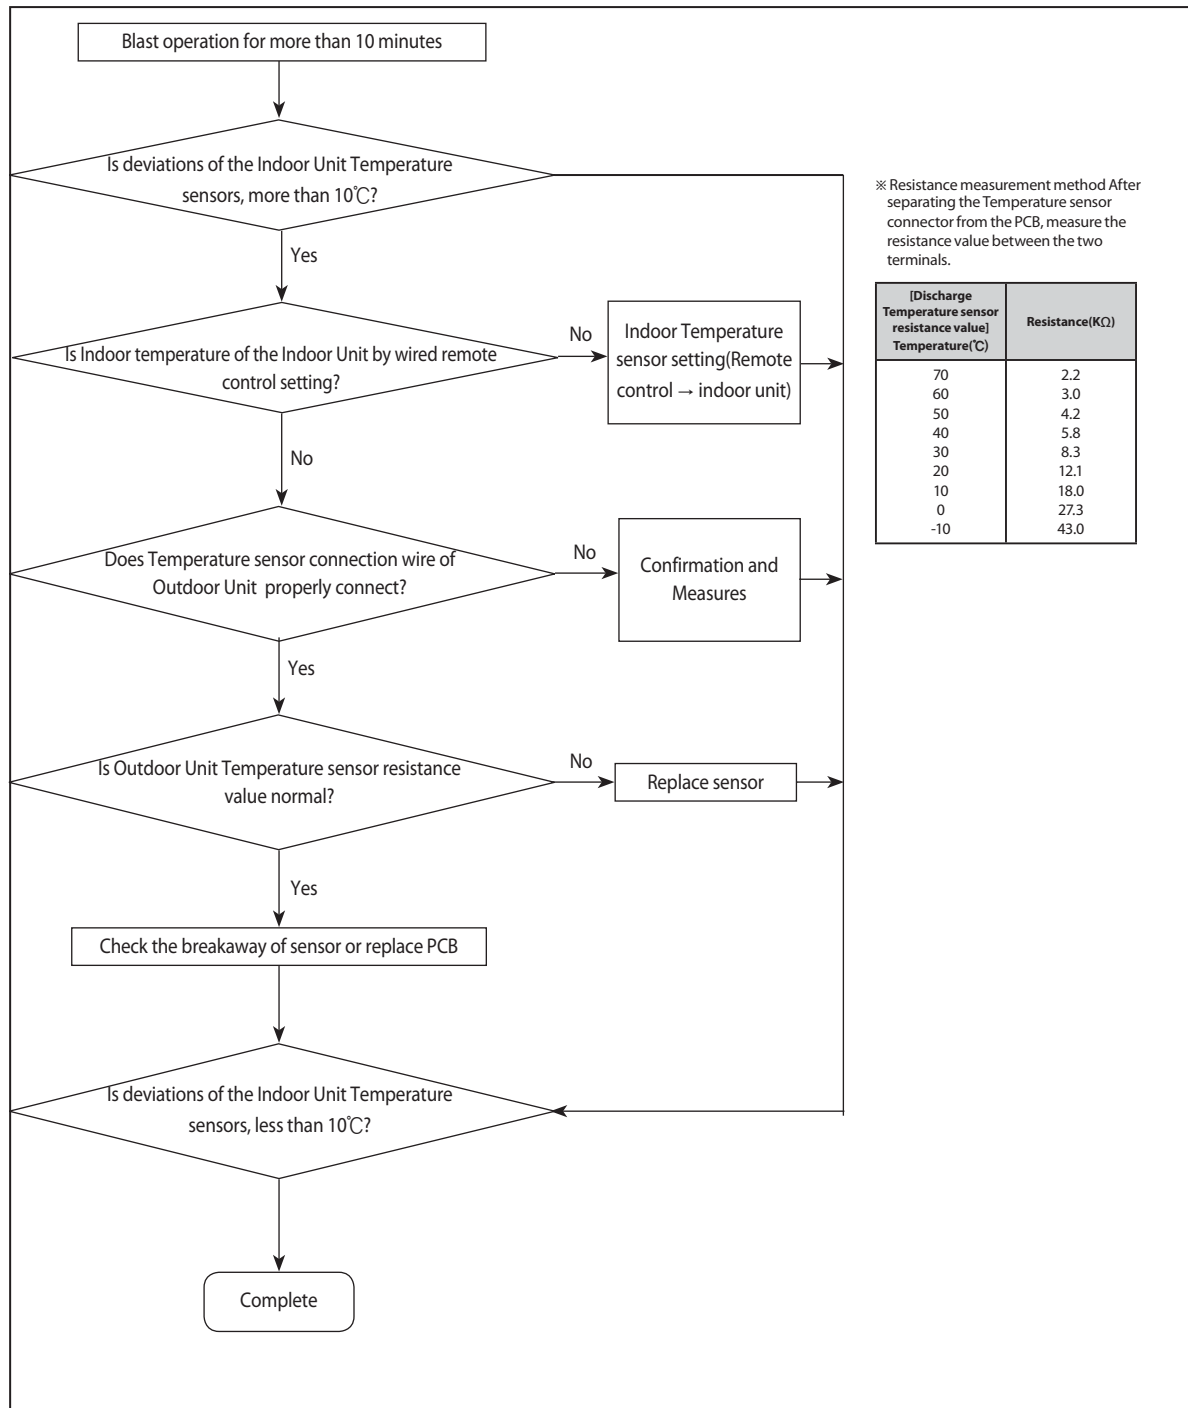 Blast operation for more than 10 minutes
Is deviations of the Indoor Unit Temperature
sensors, more than 10℃?
Yes
Is Indoor temperature of the Indoor Unit by wired remote
control setting?
No
Indoor Temperature
sensor setting(Remote
control → indoor unit)
No
Does Temperature sensor connection wire of
Outdoor Unit properly connect?
No
Confirmation and
Measures
Yes
Is Outdoor Unit Temperature sensor resistance
value normal?
No
Replace sensor
Yes
Check the breakaway of sensor or replace PCB
Is deviations of the Indoor Unit Temperature
sensors, less than 10℃?
Complete
※ Resistance measurement method After
separating the Temperature sensor
connector from the PCB, measure the
resistance value between the two
terminals.
[Discharge
Temperature sensor
resistance value]
Temperature(℃)
Resistance(KΩ)
70 2.2
60 3.0
50 4.2
40 5.8
30 8.3
20 12.1
10 18.0
0 27.3
-10 43.0